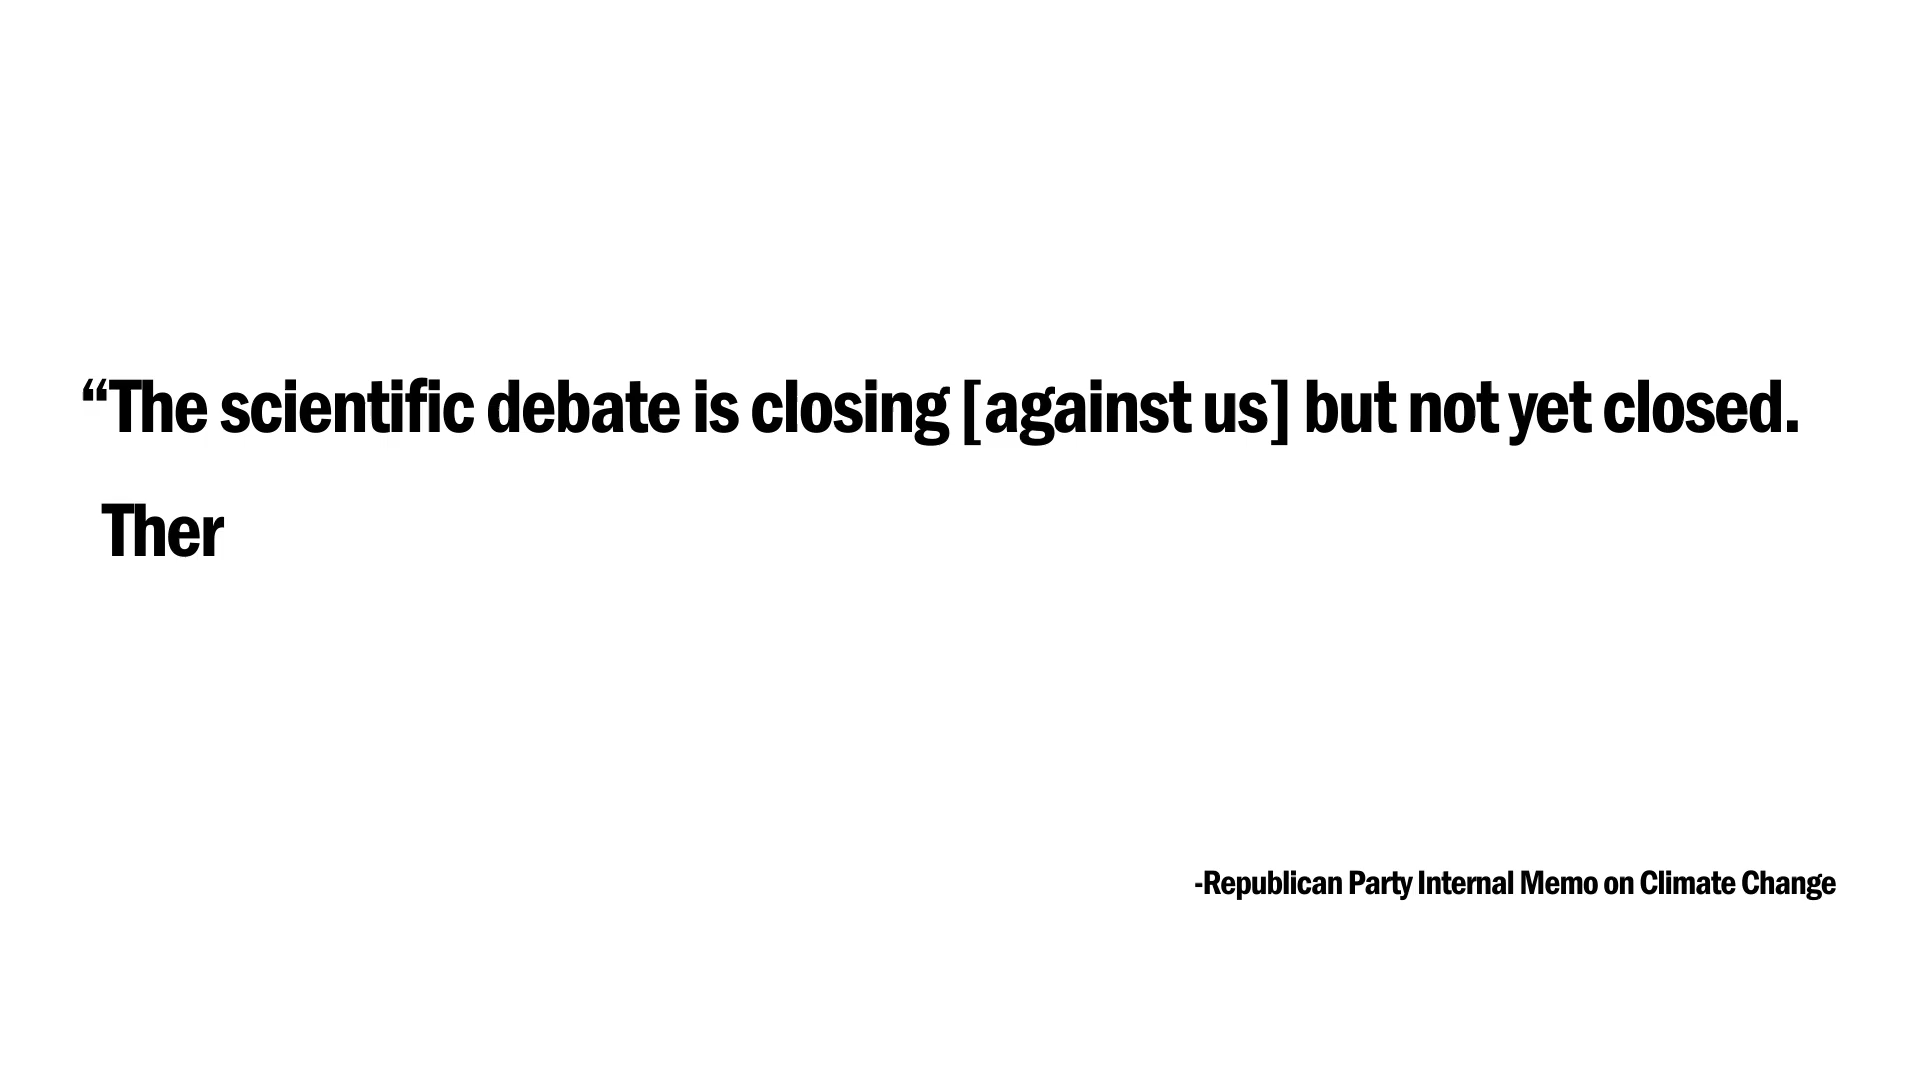 “The scientific debate is closing [against us] but not yet closed.
Ther
-Republican Party Internal Memo on Climate Change